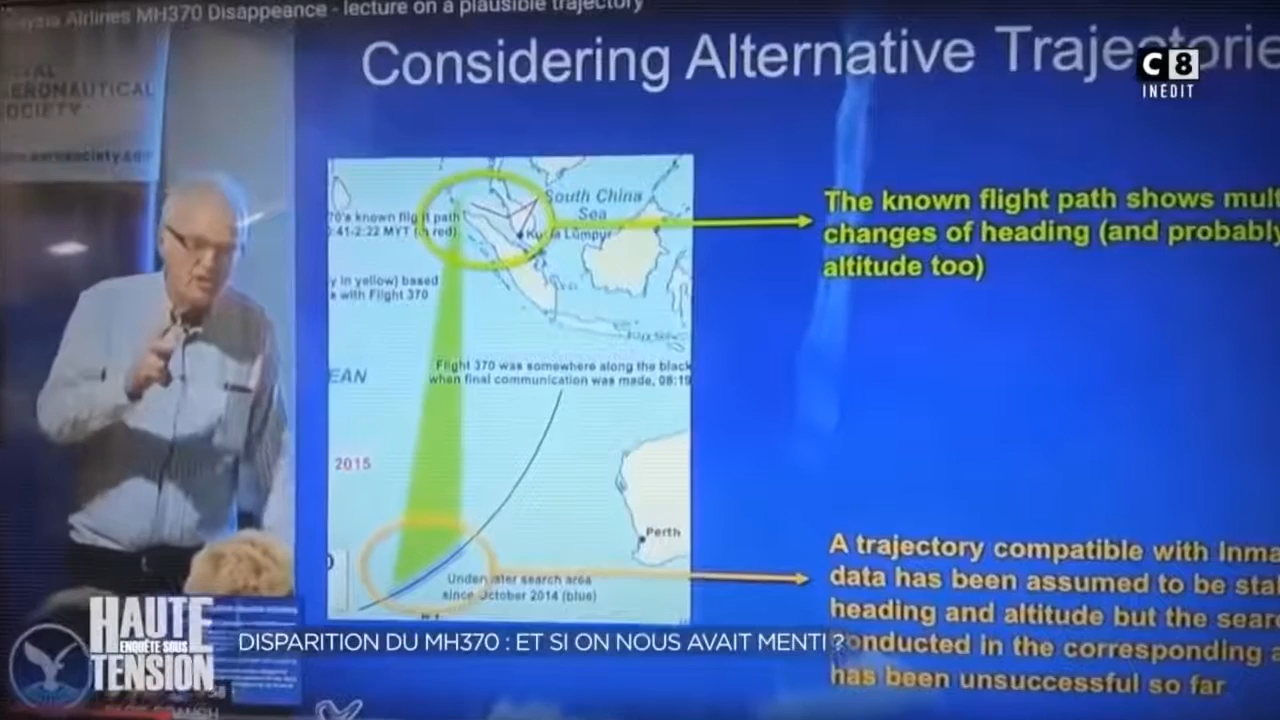 Airlines MH370 Disappearance - lecture on a plausible trajectory
Considering Alternative Trajectorie
C8
INEDIT
AERONAUTICAL
SOCIETY
South China
Sea
70's known flight path
0:41-2:22 MYT (in red)
Kuala Lumpur
y in yellow) based
with Flight 370
EAN
Flight 370 was somewhere along the black
when final communication was made, 08:19
2015
Perth
Underwater search area
since October 2014 (blue)
The known flight path shows mult
changes of heading (and probably
altitude too)
A trajectory compatible with Inma
data has been assumed to be stab
heading and altitude but the searc
conducted in the corresponding a
has been unsuccessful so far
HAUTE
ENQUÊTE SOUS
TENSION
DISPARITION DU MH370 : ET SI ON NOUS AVAIT MENTI ?